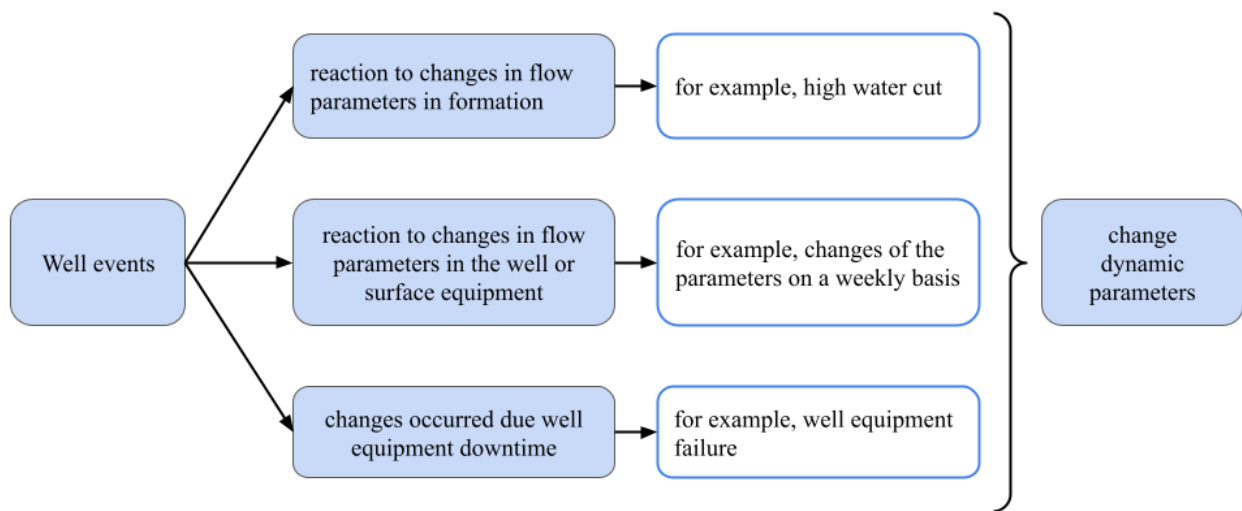 reaction to changes in flow
parameters in formation
for example, high water cut
Well events
reaction to changes in flow
parameters in the well or
surface equipment
for example, changes of the
parameters on a weekly basis
change
dynamic
parameters
changes occurred due well
equipment downtime
for example, well equipment
failure